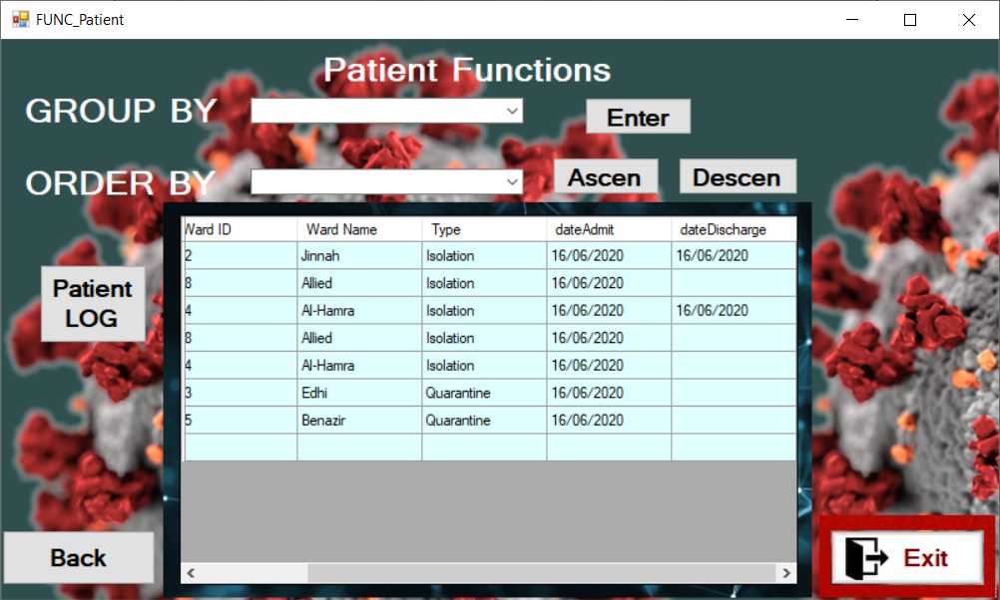 FUNC_Patient
Patient Functions
GROUP BY
Enter
ORDER BY
Ascen
Descen
Ward ID Ward Name Type dateAdmit dateDischarge
2 Jinnah Isolation 16/06/2020 16/06/2020
8 Allied Isolation 16/06/2020
4 Al-Hamra Isolation 16/06/2020 16/06/2020
8 Allied Isolation 16/06/2020
4 Al-Hamra Isolation 16/06/2020
3 Edhi Quarantine 16/06/2020
5 Benazir Quarantine 16/06/2020
Patient
LOG
Back
Exit